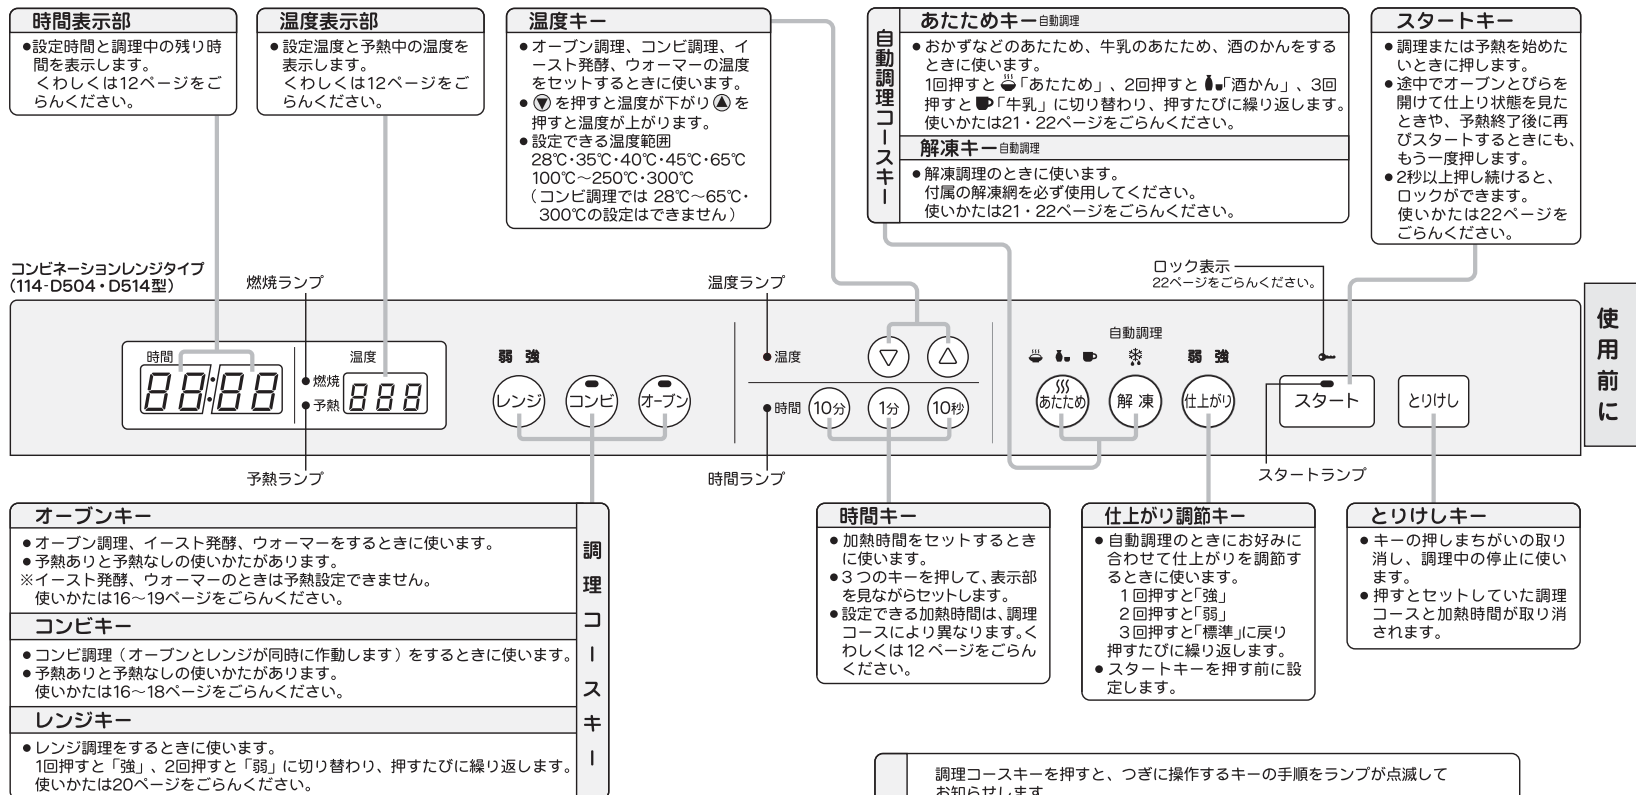 時間表示部
●設定時間と調理中の残り時
間を表示します。
くわしくは12ページをご
らんください。
温度表示部
●設定温度と予熱中の温度を
表示します。
くわしくは12ページをご
らんください。
温度キー
●オーブン調理、コンビ調理、イ
ースト発酵、ウォーマーの温度
をセットするときに使います。
●▼を押すと温度が下がり▲を
押すと温度が上がります。
●設定できる温度範囲
28℃・35℃・40℃・45℃・65℃
100℃〜250℃・300℃
(コンビ調理では 28℃〜65℃・
300℃の設定はできません)
自動調理コースキー
あたためキー自動調理
●おかずなどのあたため、牛乳のあたため、酒のかんをする
ときに使います。
1回押すと「あたため」、2回押すと「酒かん」、3回
押すと「牛乳」に切り替わり、押すたびに繰り返します。
使いかたは21・22ページをごらんください。
解凍キー自動調理
●解凍調理のときに使います。
付属の解凍網を必ず使用してください。
使いかたは21・22ページをごらんください。
スタートキー
●調理または予熱を始めた
いときに押します。
●途中でオーブンとびらを
開けて仕上り状態を見た
ときや、予熱終了後に再
びスタートするときにも、
もう一度押します。
●2秒以上押し続けると、
ロックができます。
使いかたは22ページを
ごらんください。
コンビネーションレンジタイプ
(114-D504・D514型)
燃焼ランプ
温度ランプ
ロック表示
22ページをごらんください。
使用前に
時間
88:88
燃焼
予熱
温度
888
弱 強
レンジ
コンビ
オーブン
温度
▽
△
時間
10分
1分
10秒
自動調理
あたため
解凍
弱 強
仕上がり
スタート
とりけし
予熱ランプ
時間ランプ
スタートランプ
オーブンキー
●オーブン調理、イースト発酵、ウォーマーをするときに使います。
●予熱ありと予熱なしの使いかたがあります。
※イースト発酵、ウォーマーのときは予熱設定できません。
使いかたは16〜19ページをごらんください。
コンビキー
●コンビ調理(オーブンとレンジが同時に作動します)をするときに使います。
●予熱ありと予熱なしの使いかたがあります。
使いかたは16〜18ページをごらんください。
レンジキー
●レンジ調理をするときに使います。
1回押すと「強」、2回押すと「弱」に切り替わり、押すたびに繰り返します。
使いかたは20ページをごらんください。
調理コースキー
時間キー
●加熱時間をセットするとき
に使います。
●3つのキーを押して、表示部
を見ながらセットします。
●設定できる加熱時間は、調理
コースにより異なります。く
わしくは12ページをごらん
ください。
仕上がり調節キー
●自動調理のときにお好みに
合わせて仕上がりを調節す
るときに使います。
1回押すと「強」
2回押すと「弱」
3回押すと「標準」に戻り
押すたびに繰り返します。
●スタートキーを押す前に設
定します。
とりけしキー
●キーの押しまちがいの取り
消し、調理中の停止に使い
ます。
●押すとセットしていた調理
コースと加熱時間が取り消
されます。
調理コースキーを押すと、つぎに操作するキーの手順をランプが点滅して
お知らせします